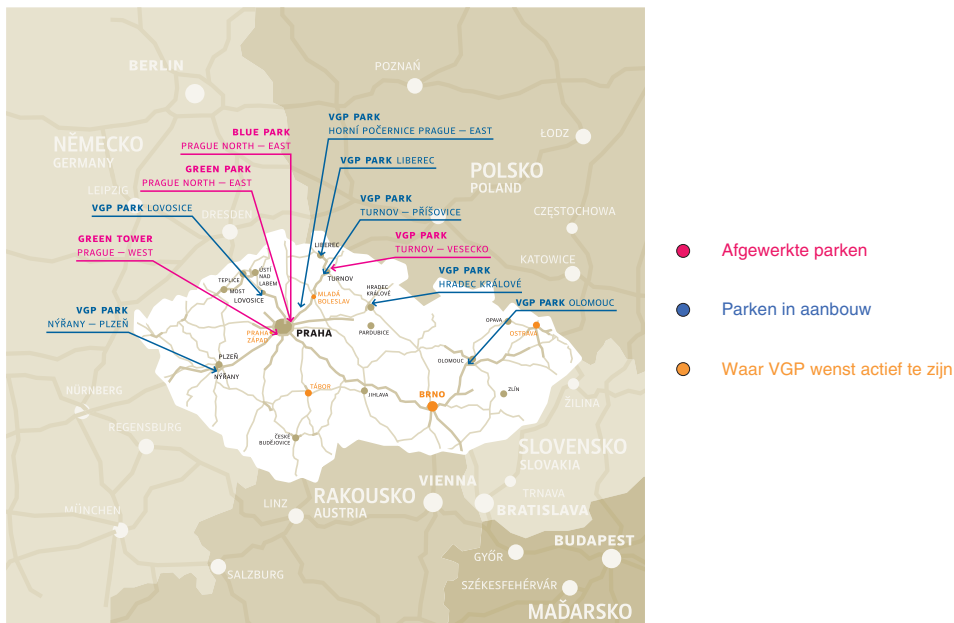 BERLIN
POZNAŃ
VGP PARK
HORNÍ POČERNICE PRAGUE — EAST
BLUE PARK
PRAGUE NORTH — EAST
ŁODZ
NĚMECKO
GERMANY
VGP PARK LIBEREC
GREEN PARK
PRAGUE NORTH — EAST
POLSKO
POLAND
LEIPZIG
VGP PARK
TURNOV — PŘÍŠOVICE
VGP PARK LOVOSICE
DRESDEN
CZĘSTOCHOWA
GREEN TOWER
PRAGUE — WEST
VGP PARK
TURNOV — VESECKO
LIBEREC
KATOWICE
Afgewerkte parken
VGP PARK
HRADEC KRÁLOVÉ
ÚSTÍ
NAD
LABEM
TEPLICE
MOST
LOVOSICE
TURNOV
MLADÁ
BOLESLAV
HRADEC
KRÁLOVÉ
VGP PARK OLOMOUC
Parken in aanbouw
VGP PARK
NÝŘANY — PLZEŇ
PRAHA
ZÁPAD
PRAHA
PARDUBICE
OPAVA
OSTRAVA
PLZEŇ
NÝŘANY
OLOMOUC
Waar VGP wenst actief te zijn
TÁBOR
JIHLAVA
BRNO
ZLÍN
NÜRNBERG
ŽILINA
REGENSBURG
ČESKÉ
BUDĚJOVICE
SLOVENSKO
SLOVAKIA
VIENNA
TRNAVA
RAKOUSKO
AUSTRIA
LINZ
BRATISLAVA
MÜNCHEN
BUDAPEST
GYŐR
SALZBURG
SZÉKESFEHÉRVÁR
MAĎARSKO